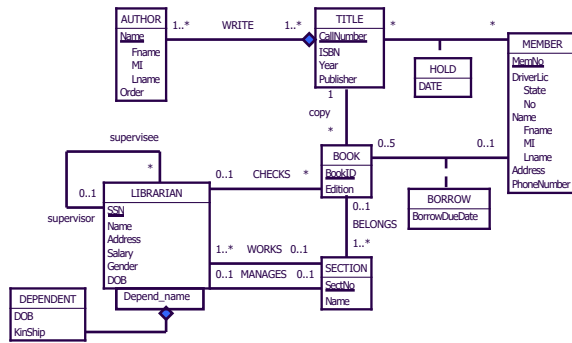 AUTHOR
Name
Fname
MI
Lname
Order
1..* WRITE 1..*
TITLE
CallNumber
ISBN
Year
Publisher
* *
HOLD
DATE
MEMBER
MemNo
DriverLic
State
No
Name
Fname
MI
Lname
Address
PhoneNumber
1
copy
*
BOOK
BookID
Edition
0..5 0..1
BORROW
BorrowDueDate
supervisee
*
0..1
supervisor
LIBRARIAN
SSN
Name
Address
Salary
Gender
DOB
Depend_name
0..1 CHECKS *
0..1
BELONGS
1..*
1..* WORKS 0..1
0..1 MANAGES 0..1
SECTION
SectNo
Name
DEPENDENT
DOB
KinShip